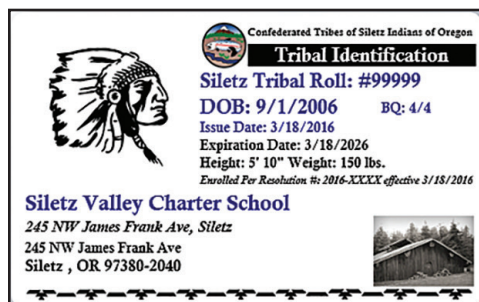 Confederated Tribes of Siletz Indians of Oregon
Tribal Identification
Siletz Tribal Roll: #99999
DOB: 9/1/2006 BQ: 4/4
Issue Date: 3/18/2016
Expiration Date: 3/18/2026
Height: 5' 10" Weight: 150 lbs.
Enrolled Per Resolution #: 2016-XXXX effective 3/18/2016
Siletz Valley Charter School
245 NW James Frank Ave, Siletz
245 NW James Frank Ave
Siletz , OR 97380-2040